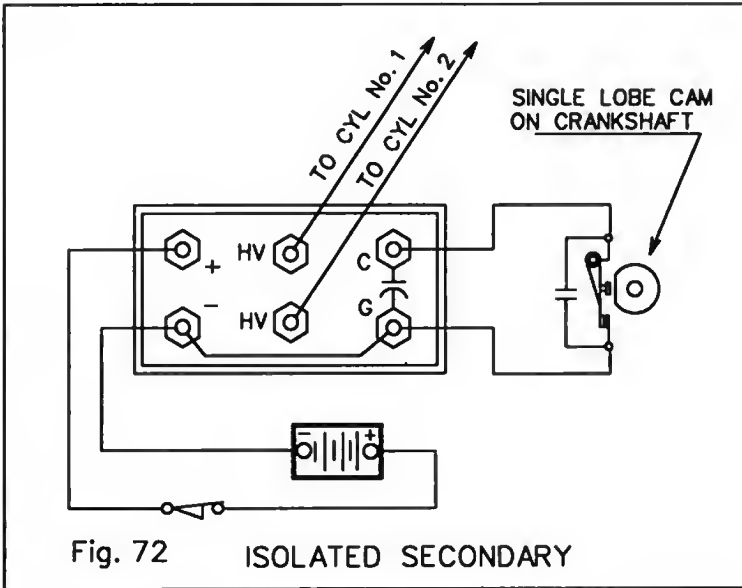 TO CYL No. 1
TO CYL No. 2
SINGLE LOBE CAM
ON CRANKSHAFT
+ HV C
- HV G
- +
Fig. 72 ISOLATED SECONDARY